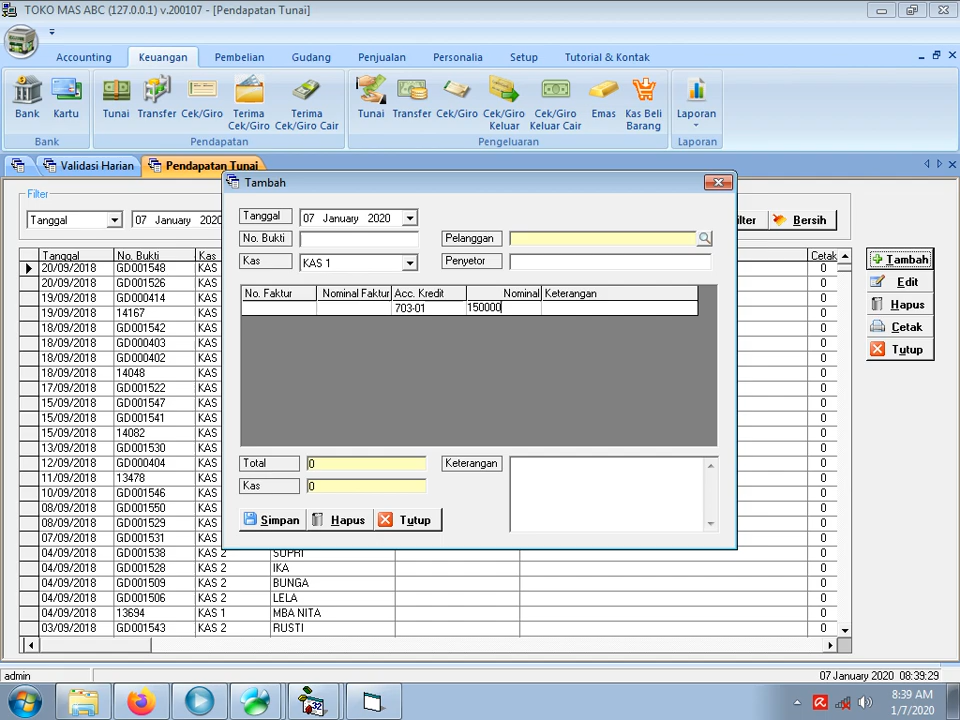 TOKO MAS ABC (127.0.0.1) v.200107 - [Pendapatan Tunai]
Accounting Keuangan Pembelian Gudang Penjualan Personalia Setup Tutorial & Kontak
Bank Kartu Tunai Transfer Cek/Giro Terima Cek/Giro Terima Cek/Giro Cair Tunai Transfer Cek/Giro Cek/Giro Keluar Cek/Giro Keluar Cair Emas Kas Beli Barang Laporan
Bank Pendapatan Pengeluaran Laporan
Validasi Harian Pendapatan Tunai
Filter
Tanggal 07 January 2020 Bersih
Tanggal No. Bukti Kas Cetak
20/09/2018 GD001548 KAS 0
20/09/2018 GD001526 KAS 0
19/09/2018 GD000414 KAS 0
19/09/2018 14167 KAS 0
18/09/2018 GD001542 KAS 0
18/09/2018 GD000403 KAS 0
18/09/2018 GD000402 KAS 0
18/09/2018 14048 KAS 0
17/09/2018 GD001522 KAS 0
15/09/2018 GD001547 KAS 0
15/09/2018 GD001541 KAS 0
15/09/2018 14082 KAS 0
13/09/2018 GD001530 KAS 0
12/09/2018 GD000404 KAS 0
11/09/2018 13478 KAS 0
10/09/2018 GD001546 KAS 0
08/09/2018 GD001550 KAS 0
08/09/2018 GD001529 KAS 0
07/09/2018 GD001531 KAS 0
04/09/2018 GD001538 KAS 2 SUPRI 0
04/09/2018 GD001528 KAS 2 IKA 0
04/09/2018 GD001509 KAS 2 BUNGA 0
04/09/2018 GD001506 KAS 2 LELA 0
04/09/2018 13694 KAS 1 MBA NITA 0
03/09/2018 GD001543 KAS 2 RUSTI 0
Tambah
Edit
Hapus
Cetak
Tutup
Tambah
Tanggal 07 January 2020
No. Bukti Pelanggan
Kas KAS 1 Penyetor
No. Faktur Nominal Faktur Acc. Kredit Nominal Keterangan
703-01 150000
Total 0 Keterangan
Kas 0
Simpan Hapus Tutup
admin 07 January 2020 08:39:29
32
8:39 AM
1/7/2020